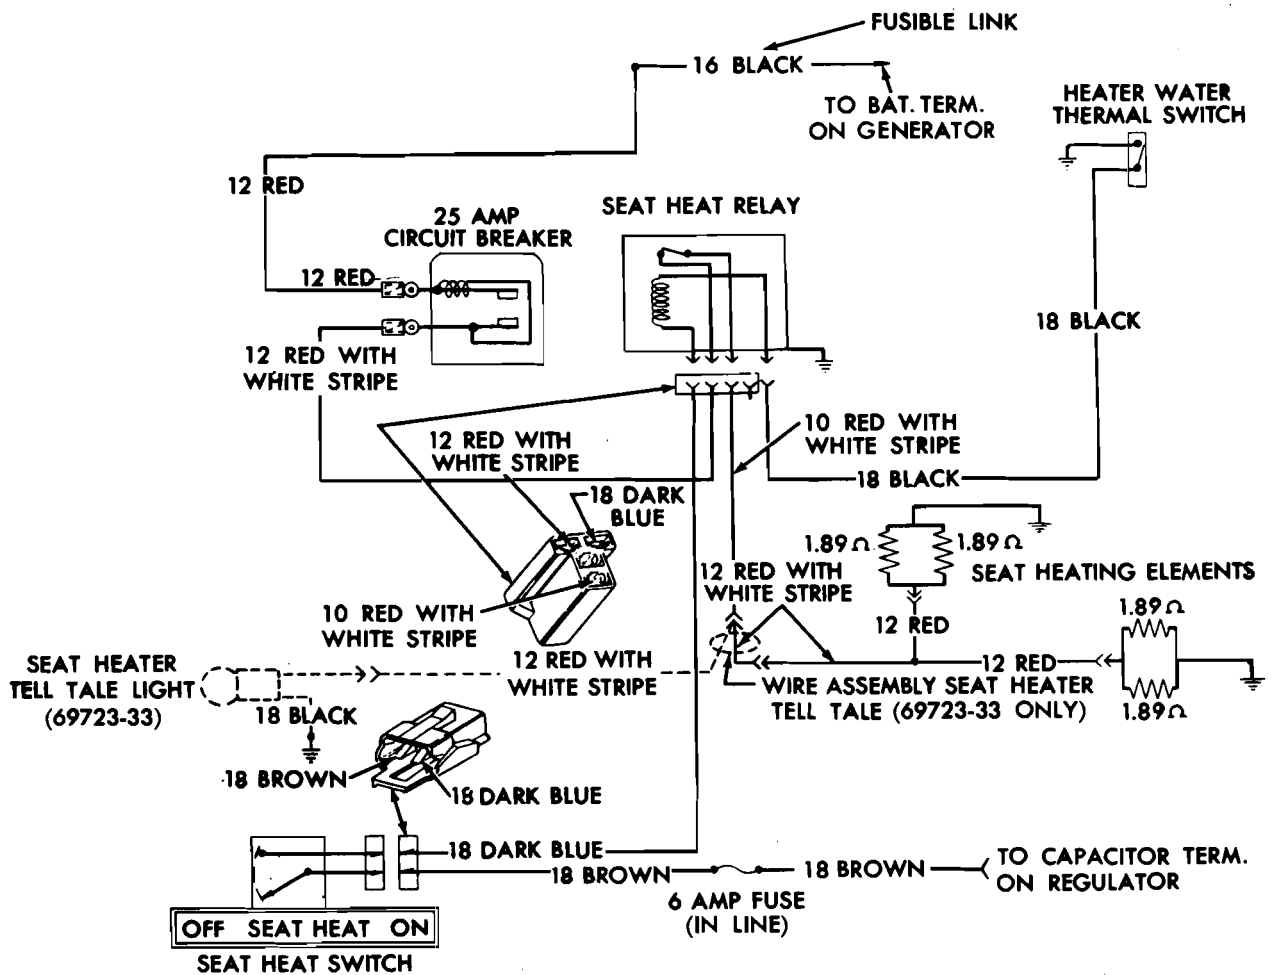 FUSIBLE LINK
16 BLACK
TO BAT. TERM.
ON GENERATOR
HEATER WATER
THERMAL SWITCH
12 RED
SEAT HEAT RELAY
25 AMP
CIRCUIT BREAKER
12 RED
18 BLACK
12 RED WITH
WHITE STRIPE
10 RED WITH
WHITE STRIPE
12 RED WITH
WHITE STRIPE
18 BLACK
18 DARK
BLUE
1.89Ω
1.89Ω
SEAT HEATING ELEMENTS
12 RED WITH
WHITE STRIPE
1.89Ω
10 RED WITH
WHITE STRIPE
12 RED
SEAT HEATER
TELL TALE LIGHT
(69723-33)
12 RED WITH
WHITE STRIPE
12 RED
WIRE ASSEMBLY SEAT HEATER
TELL TALE (69723-33 ONLY)
1.89Ω
18 BLACK
18 BROWN
18 DARK BLUE
18 DARK BLUE
18 BROWN
18 BROWN
TO CAPACITOR TERM.
ON REGULATOR
6 AMP FUSE
(IN LINE)
OFF SEAT HEAT ON
SEAT HEAT SWITCH